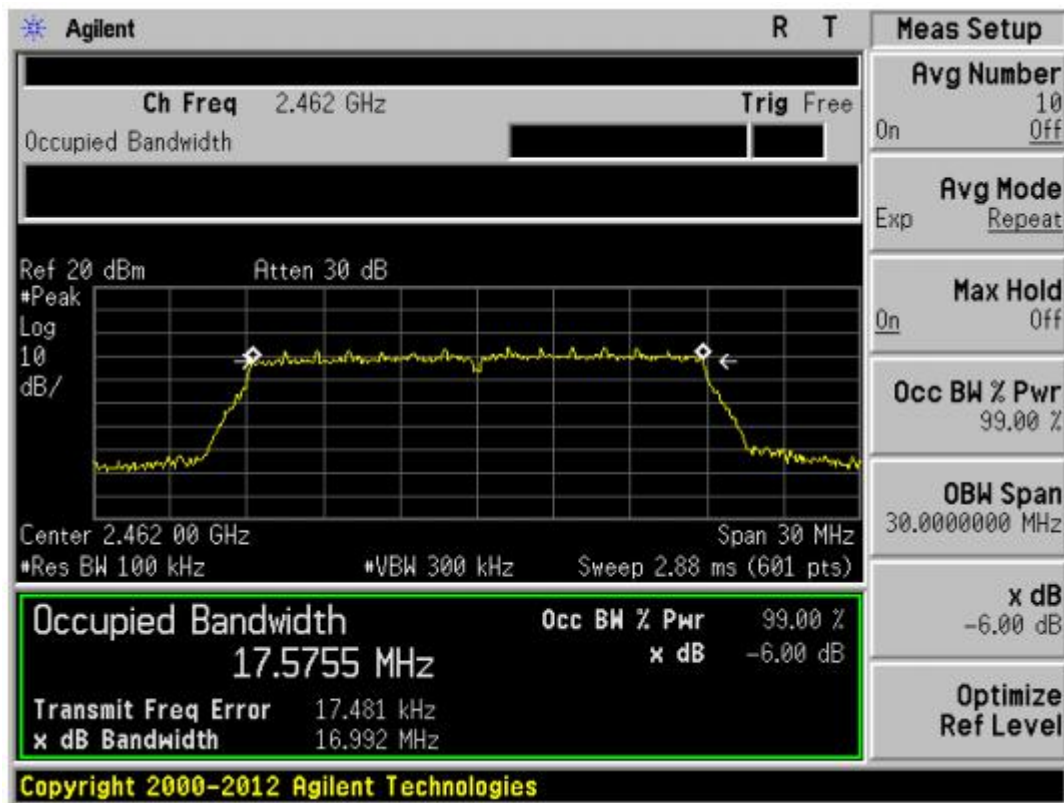 Agilent R T
Ch Freq 2.462 GHz Trig Free
Occupied Bandwidth
Ref 20 dBm Atten 30 dB
#Peak
Log
10
dB/
Center 2.462 00 GHz Span 30 MHz
#Res BW 100 kHz #VBW 300 kHz Sweep 2.88 ms (601 pts)
Occupied Bandwidth
17.5755 MHz
Occ BW % Pwr 99.00 %
x dB -6.00 dB
Transmit Freq Error 17.481 kHz
x dB Bandwidth 16.992 MHz
Copyright 2000-2012 Agilent Technologies
Meas Setup
Avg Number
10
On Off
Avg Mode
Exp Repeat
Max Hold
On Off
Occ BW % Pwr
99.00 %
OBW Span
30.0000000 MHz
x dB
-6.00 dB
Optimize
Ref Level